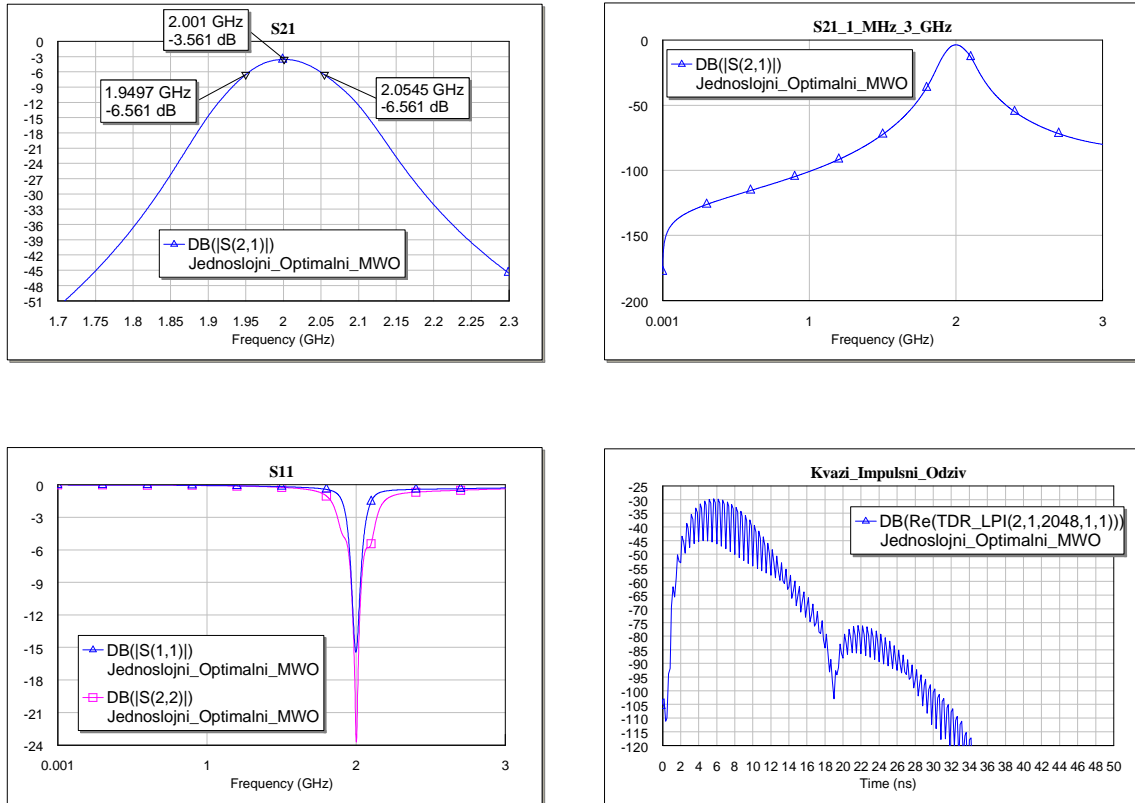 S21
2.001 GHz
-3.561 dB
1.9497 GHz
-6.561 dB
2.0545 GHz
-6.561 dB
0
-3
-6
-9
-12
-15
-18
-21
-24
-27
-30
-33
-36
-39
-42
-45
-48
-51
DB(|S(2,1)|)
Jednoslojni_Optimalni_MWO
1.7 1.75 1.8 1.85 1.9 1.95 2 2.05 2.1 2.15 2.2 2.25 2.3
Frequency (GHz)
S21_1_MHz_3_GHz
0
-50
-100
-150
-200
DB(|S(2,1)|)
Jednoslojni_Optimalni_MWO
0.001 1 2 3
Frequency (GHz)
S11
0
-3
-6
-9
-12
-15
-18
-21
-24
DB(|S(1,1)|)
Jednoslojni_Optimalni_MWO
DB(|S(2,2)|)
Jednoslojni_Optimalni_MWO
0.001 1 2 3
Frequency (GHz)
Kvazi_Impulsni_Odziv
-25
-30
-35
-40
-45
-50
-55
-60
-65
-70
-75
-80
-85
-90
-95
-100
-105
-110
-115
-120
DB(Re(TDR_LPI(2,1,2048,1,1)))
Jednoslojni_Optimalni_MWO
0 2 4 6 8 10 12 14 16 18 20 22 24 26 28 30 32 34 36 38 40 42 44 46 48 50
Time (ns)